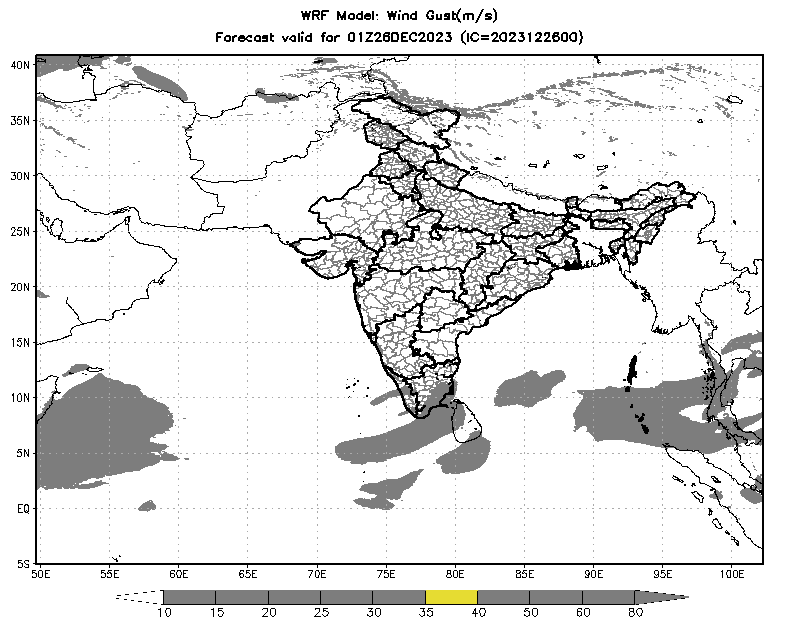 WRF Model: Wind Gust(m/s)
Forecast valid for 01Z26DEC2023 (IC=2023122600)
40N
35N
30N
25N
20N
15N
10N
5N
EQ
5S
50E 55E 60E 65E 70E 75E 80E 85E 90E 95E 100E
10 15 20 25 30 35 40 50 60 80